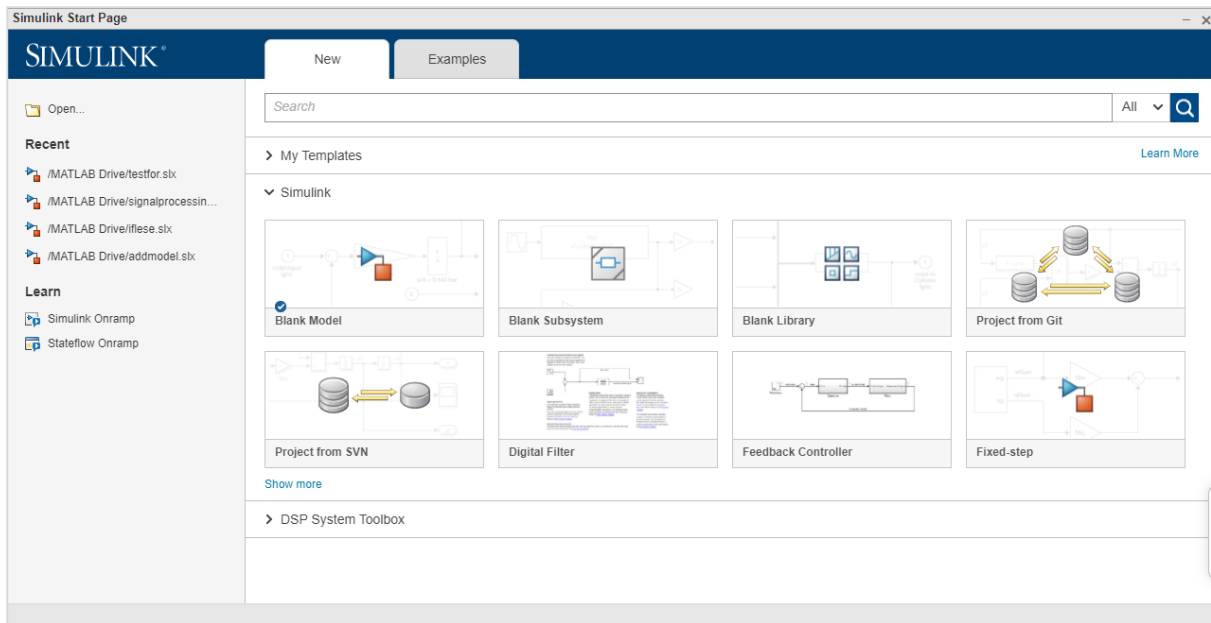 Simulink Start Page
SIMULINK®
New
Examples
Open...
Recent
/MATLAB Drive/testfor.slx
/MATLAB Drive/signalprocessin...
/MATLAB Drive/iflese.slx
/MATLAB Drive/addmodel.slx
Learn
Simulink Onramp
Stateflow Onramp
Search
All
My Templates
Learn More
Simulink
Blank Model
Blank Subsystem
Blank Library
Project from Git
Project from SVN
Digital Filter
Feedback Controller
Fixed-step
Show more
DSP System Toolbox